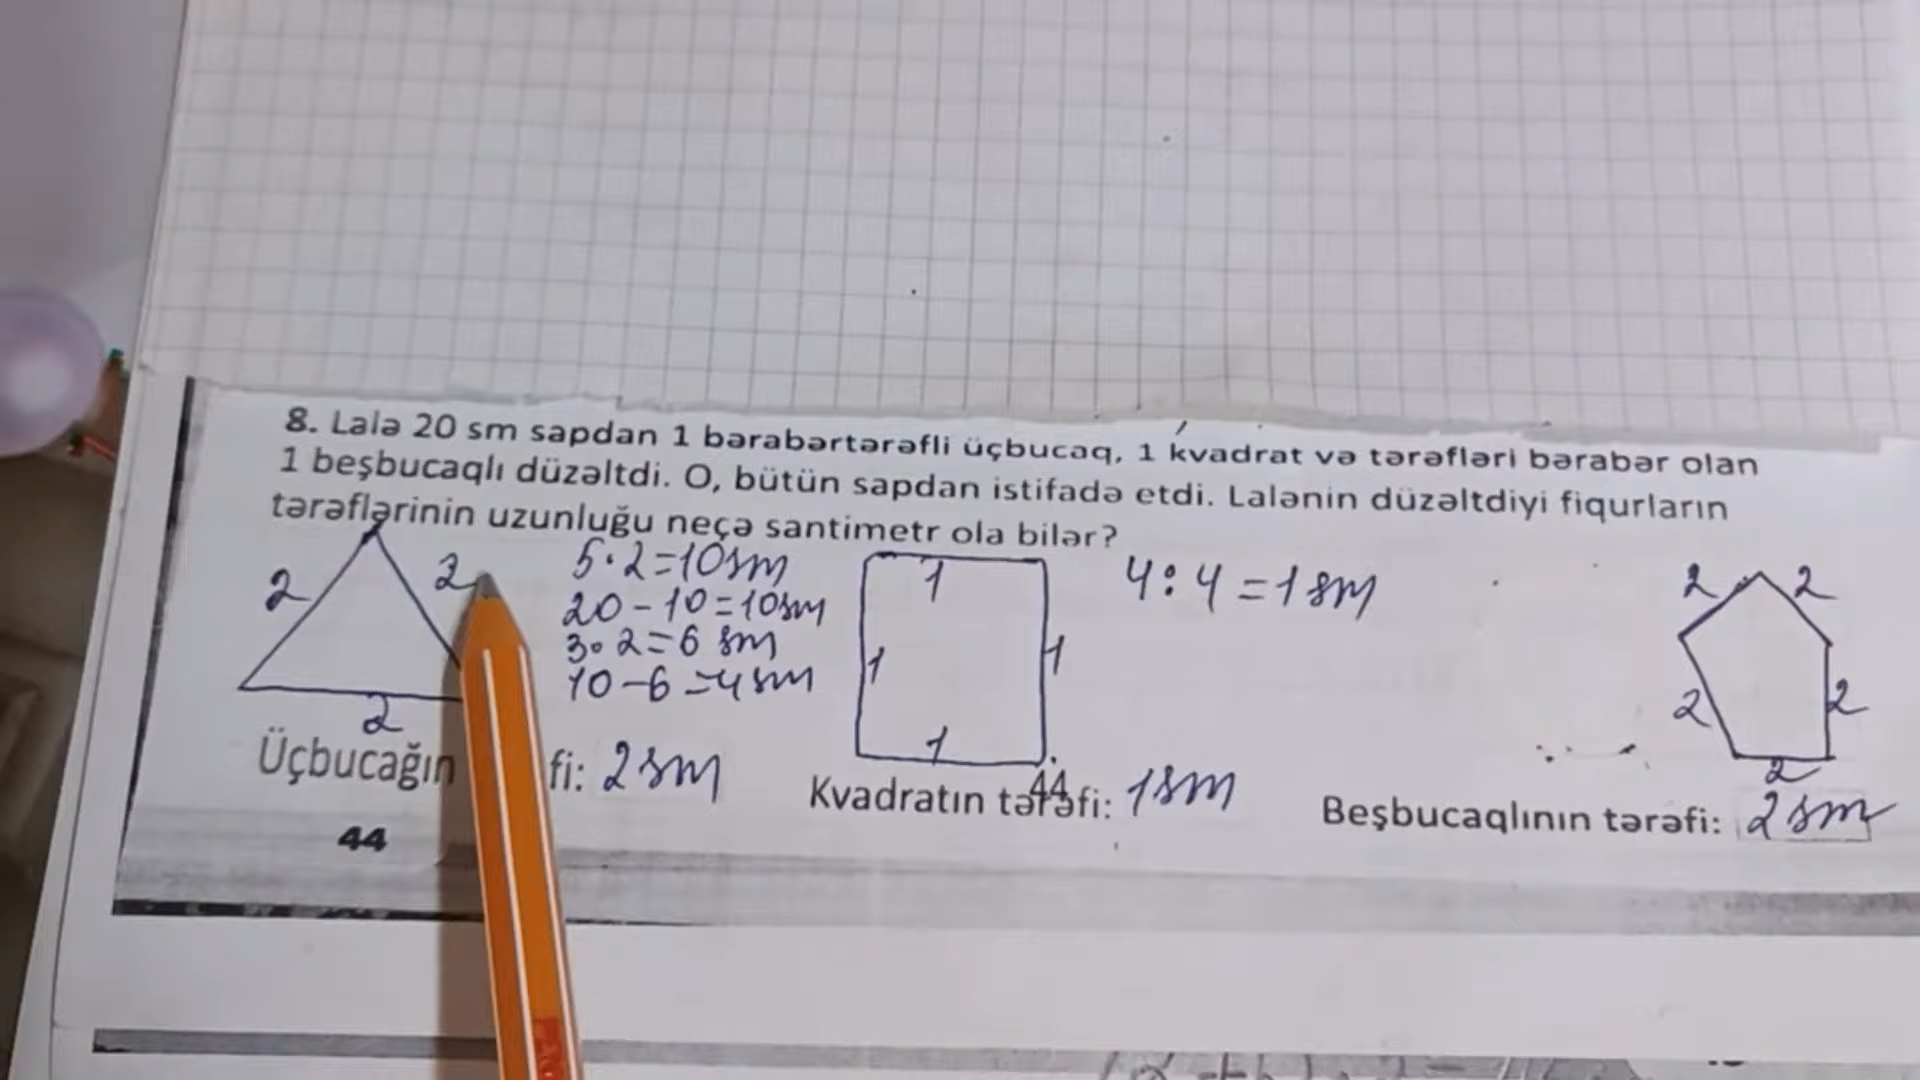 8. Lalə 20 sm sapdan 1 bərabərtərəfli üçbucaq, 1 kvadrat və tərəfləri bərabər olan
1 beşbucaqlı düzəltdi. O, bütün sapdan istifadə etdi. Lalənin düzəltdiyi fiqurların
tərəflərinin uzunluğu neçə santimetr ola bilər?
2
2
2
5·2=10sm
20-10=10sm
3·2=6 sm
10-6=4sm
1
1
1
1
4:4=1sm
2
2
2
2
2
Üçbucağın fi: 2sm
Kvadratın tərəfi: 1sm
44
Beşbucaqlının tərəfi: 2sm
44